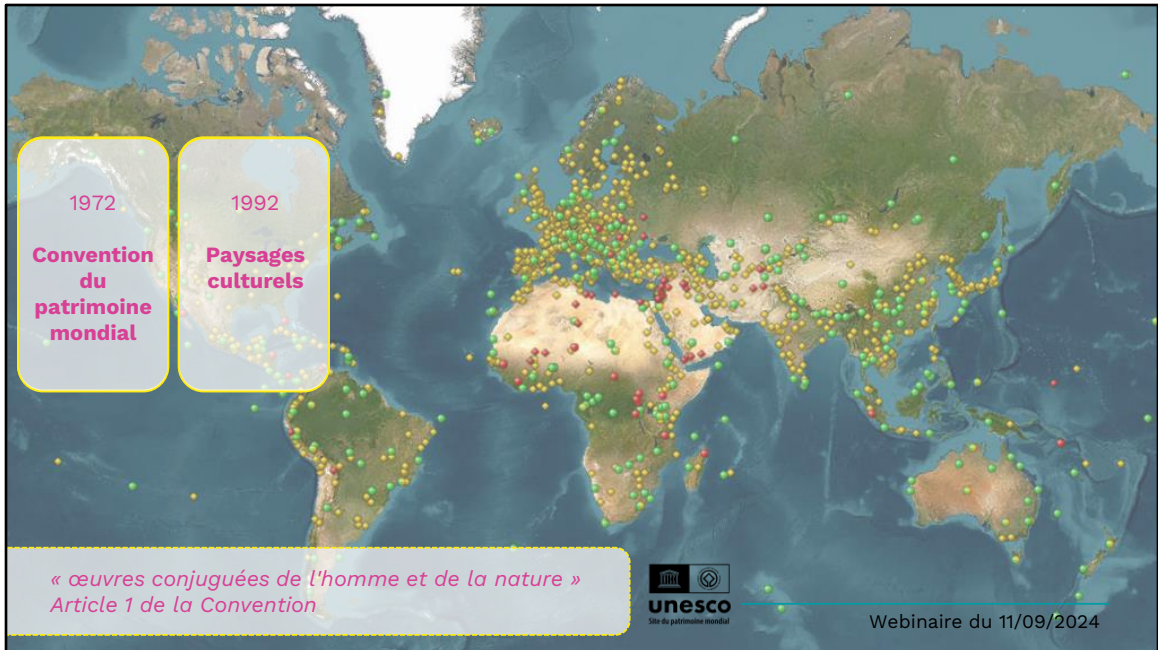 1972
Convention
du
patrimoine
mondial
1992
Paysages
culturels
« œuvres conjuguées de l'homme et de la nature »
Article 1 de la Convention
unesco
Site du patrimoine mondial
Webinaire du 11/09/2024